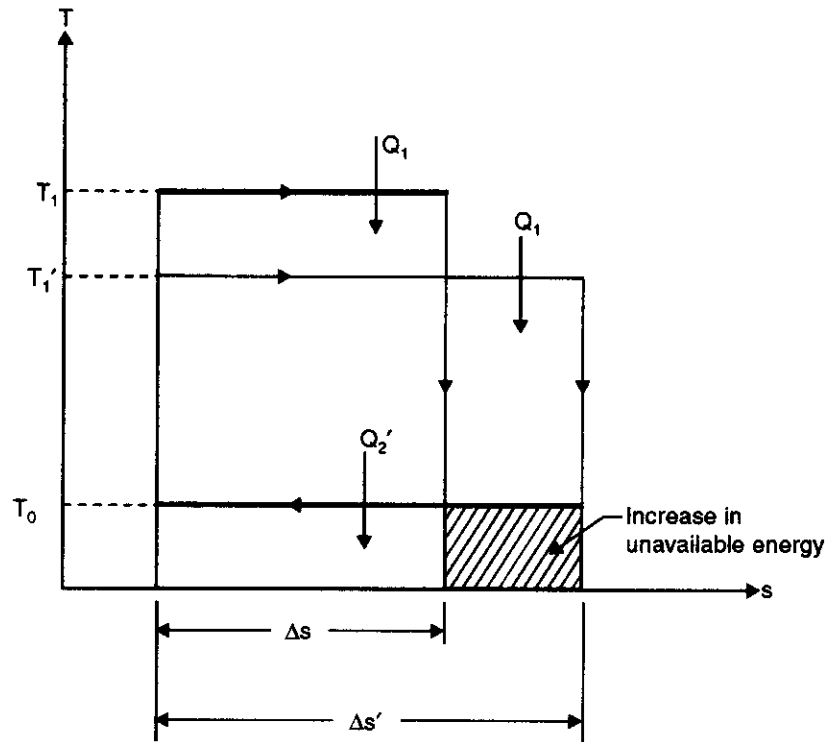 T
Q₁
T₁
Q₁
T₁′
Q₂′
T₀
Increase in
unavailable energy
s
Δs
Δs′